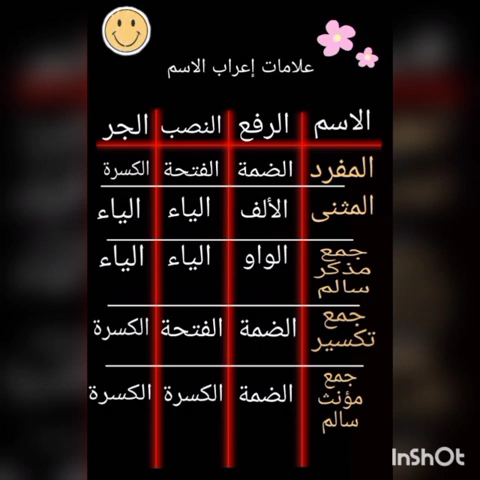 علامات إعراب الاسم
الاسم الرفع النصب الجر
المفرد الضمة الفتحة الكسرة
المثنى الألف الياء الياء
جمع
مذكر
سالم
الواو الياء الياء
جمع
تكسير
الضمة الفتحة الكسرة
جمع
مؤنث
سالم
الضمة الكسرة الكسرة
InShOt